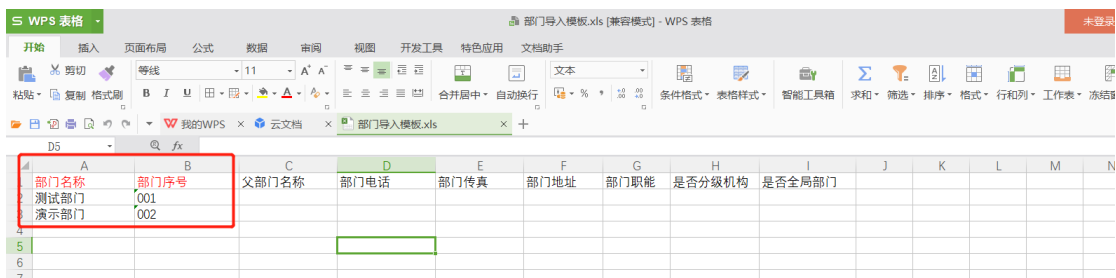 S WPS 表格
部门导入模板.xls [兼容模式] - WPS 表格
未登录
开始 插入 页面布局 公式 数据 审阅 视图 开发工具 特色应用 文档助手
剪切 等线 11 A+ A- 文本
粘贴 复制 格式刷 B I U A 合并居中 自动换行 % 条件格式 表格样式 智能工具箱 求和 筛选 排序 格式 行和列 工作表 冻结
我的WPS × 云文档 × 部门导入模板.xls × +
D5 fx
A B C D E F G H I J K L M N
1 部门名称 部门序号 父部门名称 部门电话 部门传真 部门地址 部门职能 是否分级机构 是否全局部门
2 测试部门 001
3 演示部门 002
4
5
6
7